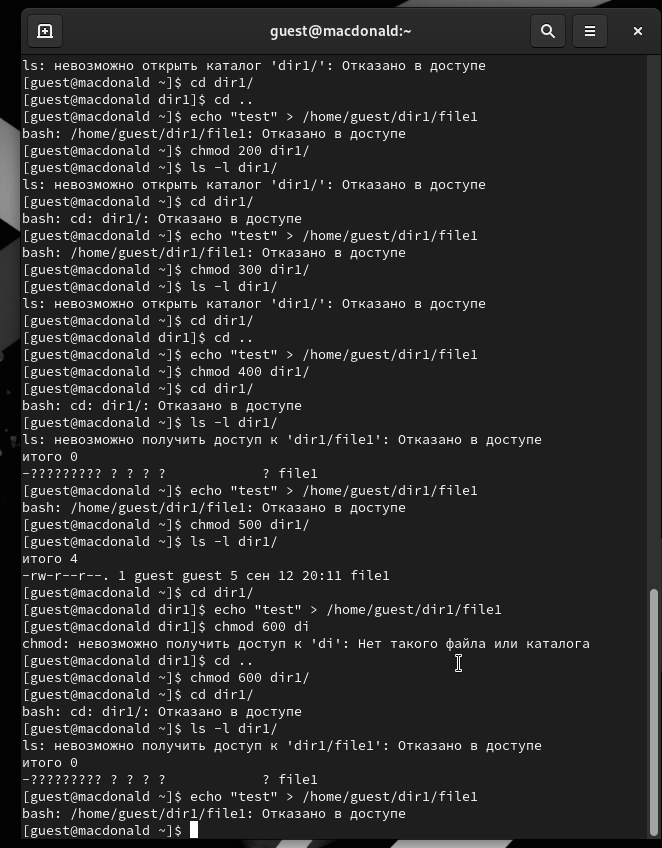 guest@macdonald:~
ls: невозможно открыть каталог 'dir1/': Отказано в доступе
[guest@macdonald ~]$ cd dir1/
[guest@macdonald dir1]$ cd ..
[guest@macdonald ~]$ echo "test" > /home/guest/dir1/file1
bash: /home/guest/dir1/file1: Отказано в доступе
[guest@macdonald ~]$ chmod 200 dir1/
[guest@macdonald ~]$ ls -l dir1/
ls: невозможно открыть каталог 'dir1/': Отказано в доступе
[guest@macdonald ~]$ cd dir1/
bash: cd: dir1/: Отказано в доступе
[guest@macdonald ~]$ echo "test" > /home/guest/dir1/file1
bash: /home/guest/dir1/file1: Отказано в доступе
[guest@macdonald ~]$ chmod 300 dir1/
[guest@macdonald ~]$ ls -l dir1/
ls: невозможно открыть каталог 'dir1/': Отказано в доступе
[guest@macdonald ~]$ cd dir1/
[guest@macdonald dir1]$ cd ..
[guest@macdonald ~]$ echo "test" > /home/guest/dir1/file1
[guest@macdonald ~]$ chmod 400 dir1/
[guest@macdonald ~]$ cd dir1/
bash: cd: dir1/: Отказано в доступе
[guest@macdonald ~]$ ls -l dir1/
ls: невозможно получить доступ к 'dir1/file1': Отказано в доступе
итого 0
-????????? ? ? ? ?            ? file1
[guest@macdonald ~]$ echo "test" > /home/guest/dir1/file1
bash: /home/guest/dir1/file1: Отказано в доступе
[guest@macdonald ~]$ chmod 500 dir1/
[guest@macdonald ~]$ ls -l dir1/
итого 4
-rw-r--r--. 1 guest guest 5 сен 12 20:11 file1
[guest@macdonald ~]$ cd dir1/
[guest@macdonald dir1]$ echo "test" > /home/guest/dir1/file1
[guest@macdonald dir1]$ chmod 600 di
chmod: невозможно получить доступ к 'di': Нет такого файла или каталога
[guest@macdonald dir1]$ cd ..
[guest@macdonald ~]$ chmod 600 dir1/
[guest@macdonald ~]$ cd dir1/
bash: cd: dir1/: Отказано в доступе
[guest@macdonald ~]$ ls -l dir1/
ls: невозможно получить доступ к 'dir1/file1': Отказано в доступе
итого 0
-????????? ? ? ? ?            ? file1
[guest@macdonald ~]$ echo "test" > /home/guest/dir1/file1
bash: /home/guest/dir1/file1: Отказано в доступе
[guest@macdonald ~]$